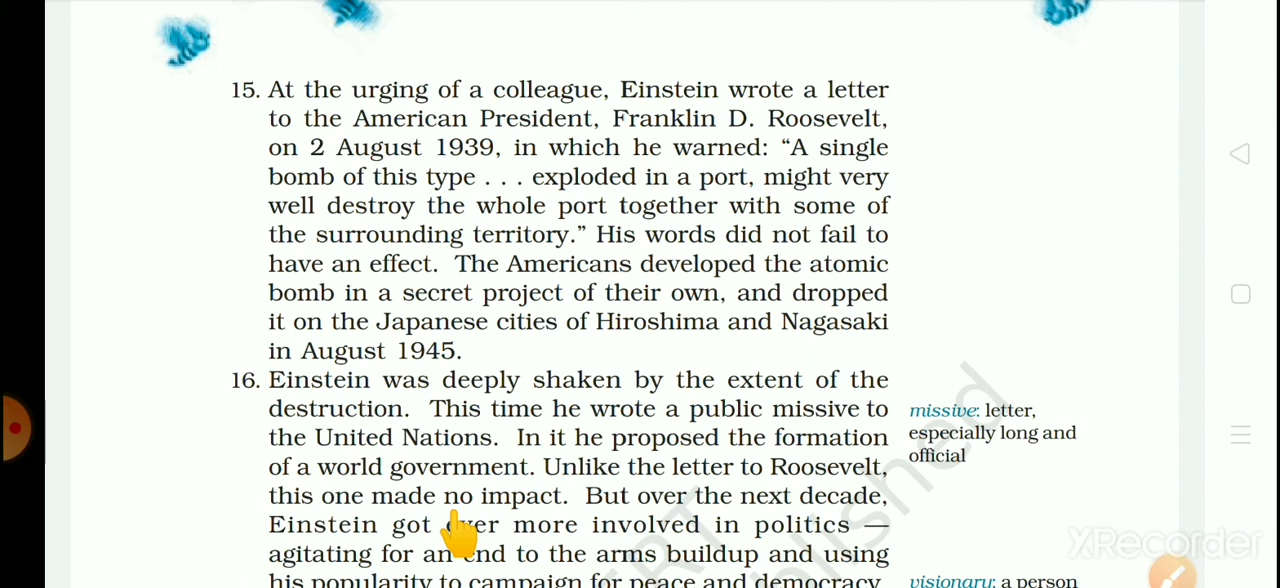 15. At the urging of a colleague, Einstein wrote a letter
to the American President, Franklin D. Roosevelt,
on 2 August 1939, in which he warned: “A single
bomb of this type . . . exploded in a port, might very
well destroy the whole port together with some of
the surrounding territory.” His words did not fail to
have an effect. The Americans developed the atomic
bomb in a secret project of their own, and dropped
it on the Japanese cities of Hiroshima and Nagasaki
in August 1945.
16. Einstein was deeply shaken by the extent of the
destruction. This time he wrote a public missive to
the United Nations. In it he proposed the formation
of a world government. Unlike the letter to Roosevelt,
this one made no impact. But over the next decade,
Einstein got ever more involved in politics —
agitating for an end to the arms buildup and using
his popularity to campaign for peace and democracy.
missive: letter,
especially long and
official
visionary: a person
XRecorder